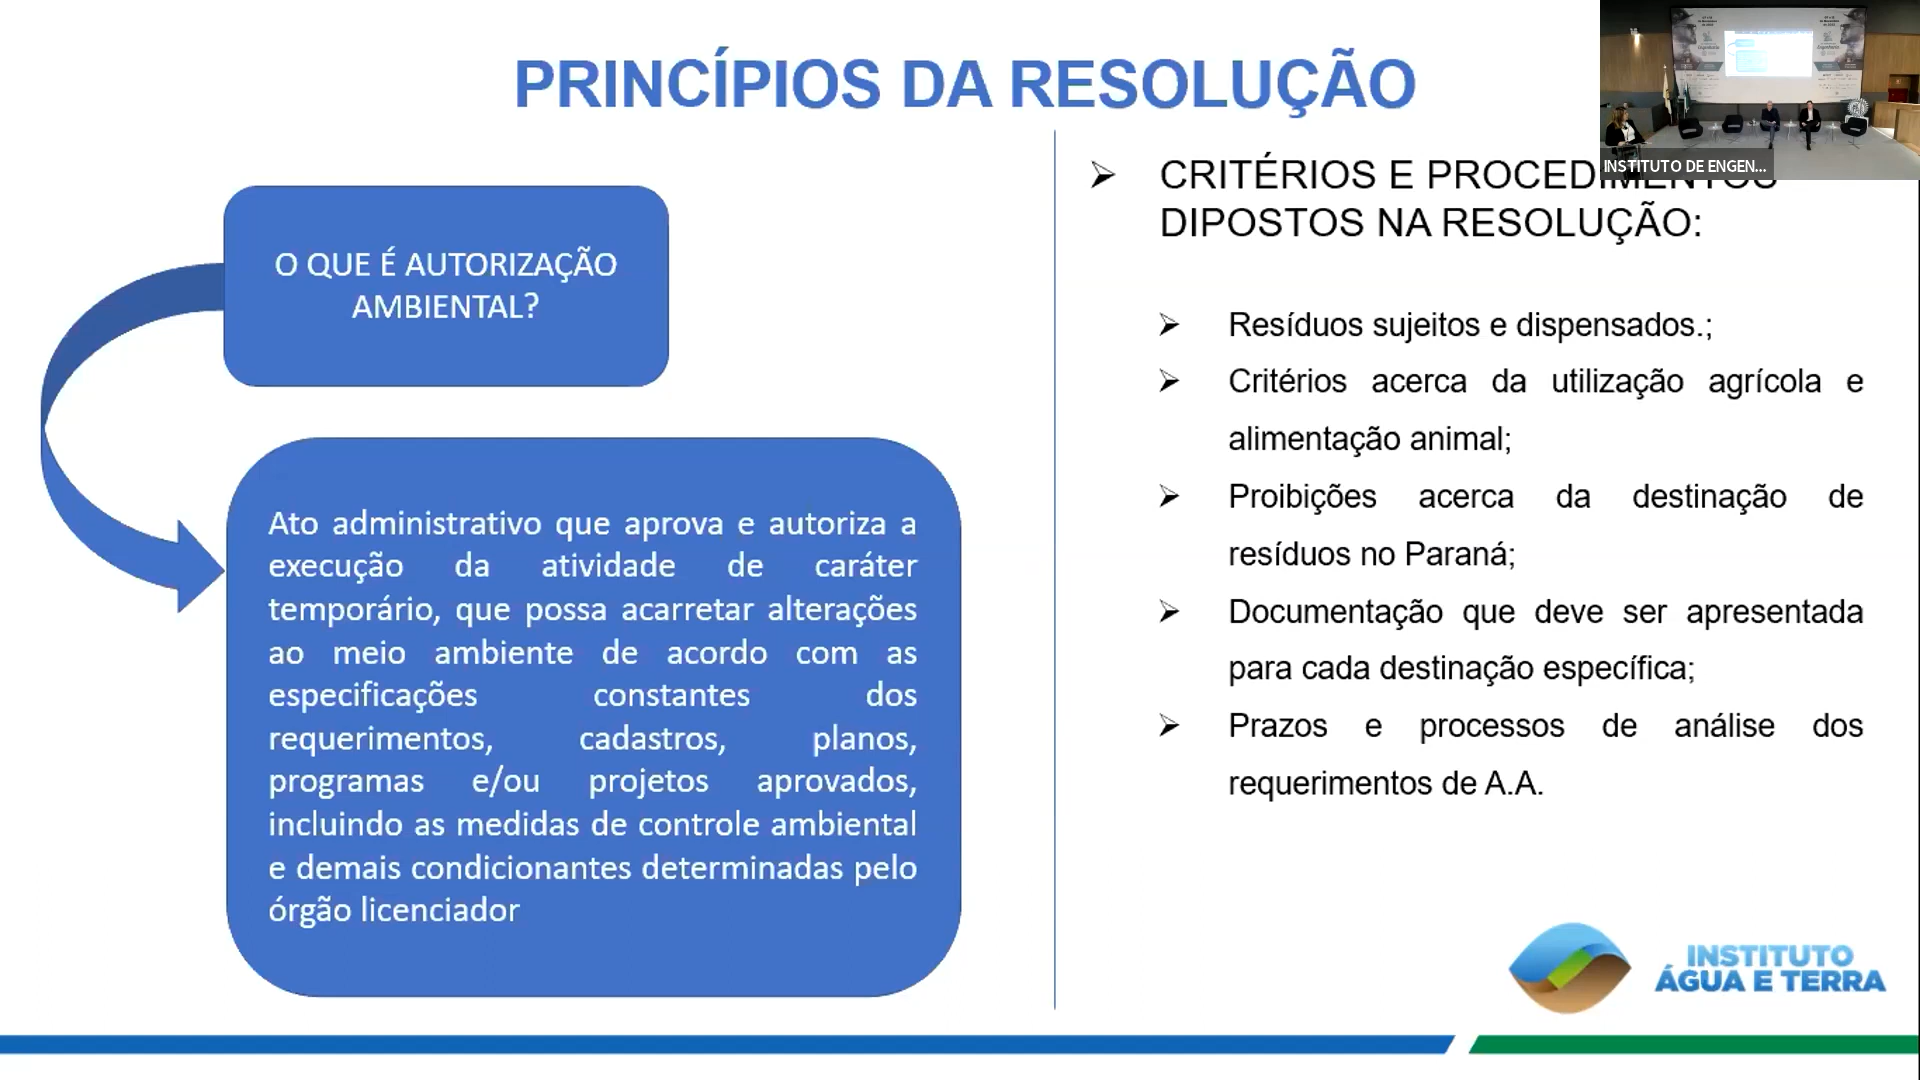 PRINCÍPIOS DA RESOLUÇÃO
O QUE É AUTORIZAÇÃO
AMBIENTAL?
Ato administrativo que aprova e autoriza a
execução da atividade de caráter
temporário, que possa acarretar alterações
ao meio ambiente de acordo com as
especificações constantes dos
requerimentos, cadastros, planos,
programas e/ou projetos aprovados,
incluindo as medidas de controle ambiental
e demais condicionantes determinadas pelo
órgão licenciador
INSTITUTO DE ENGEN...
CRITÉRIOS E PROCEDIMENTOS
DIPOSTOS NA RESOLUÇÃO:
Resíduos sujeitos e dispensados.;
Critérios acerca da utilização agrícola e
alimentação animal;
Proibições acerca da destinação de
resíduos no Paraná;
Documentação que deve ser apresentada
para cada destinação específica;
Prazos e processos de análise dos
requerimentos de A.A.
INSTITUTO
ÁGUA E TERRA